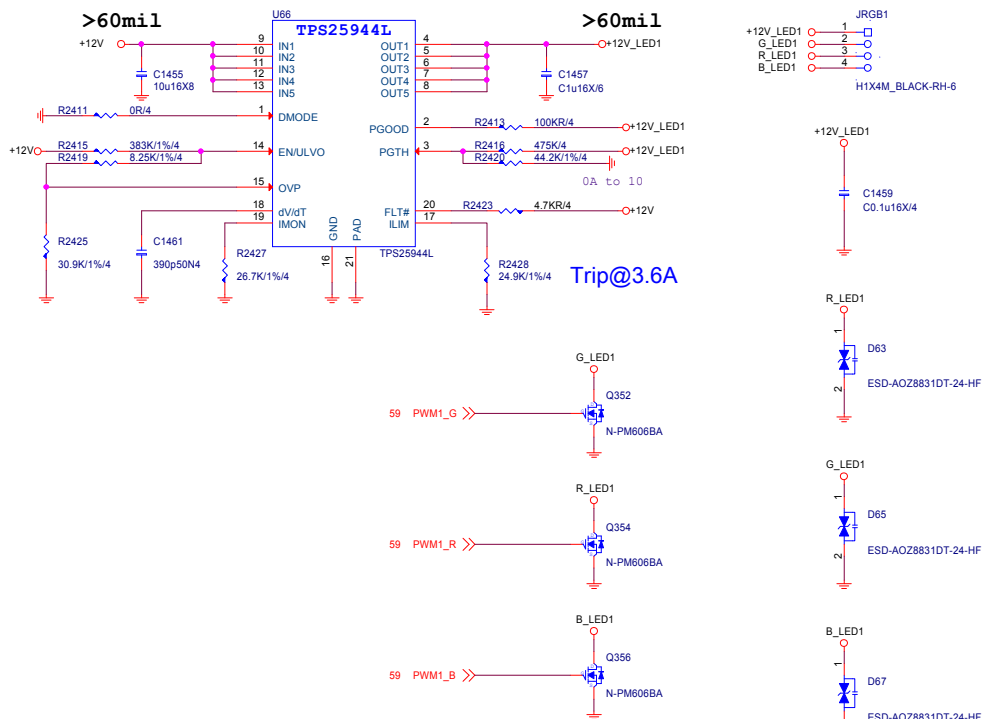 >60mil
+12V
U66
TPS25944L
>60mil
+12V_LED1
9 IN1
10 IN2
11 IN3
12 IN4
13 IN5
OUT1 4
OUT2 5
OUT3 6
OUT4 7
OUT5 8
C1455
10u16X8
C1457
C1u16X/6
R2411 0R/4
1 DMODE
PGOOD 2
R2413 100KR/4
+12V_LED1
+12V
R2415 383K/1%/4
R2419 8.25K/1%/4
14 EN/ULVO
PGTH 3
R2416 475K/4
+12V_LED1
R2420 44.2K/1%/4
0A to 10
15 OVP
18 dV/dT
19 IMON
FLT# 20
ILIM 17
R2423 4.7KR/4
+12V
GND
PAD
16
21
TPS25944L
R2425
30.9K/1%/4
C1461
390p50N4
R2427
26.7K/1%/4
R2428
24.9K/1%/4
Trip@3.6A
JRGB1
+12V_LED1 1
G_LED1 2
R_LED1 3
B_LED1 4
H1X4M_BLACK-RH-6
+12V_LED1
C1459
C0.1u16X/4
R_LED1
1
D63
2
ESD-AOZ8831DT-24-HF
G_LED1
Q352
59 PWM1_G
N-PM606BA
G_LED1
1
D65
2
ESD-AOZ8831DT-24-HF
R_LED1
Q354
59 PWM1_R
N-PM606BA
B_LED1
Q356
59 PWM1_B
N-PM606BA
B_LED1
1
D67
2
ESD-AOZ8831DT-24-HF